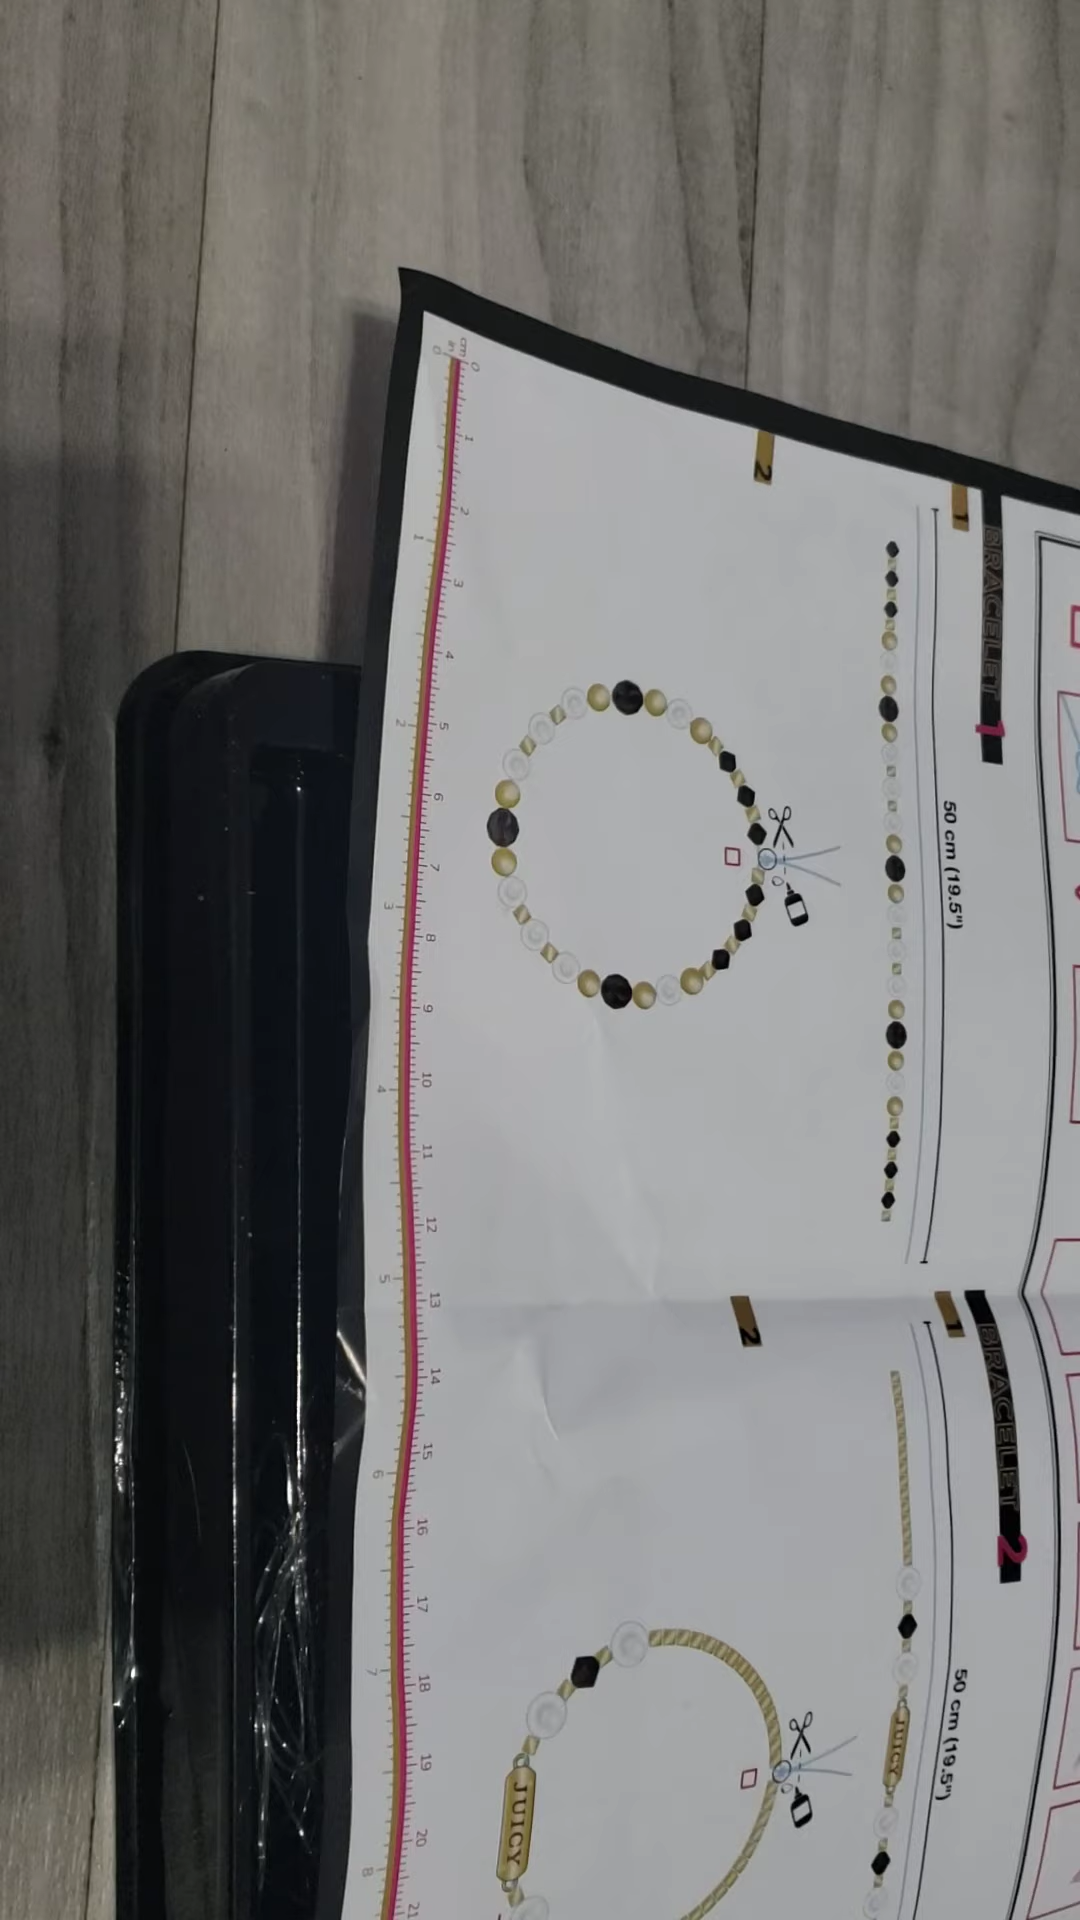 BRACELET 1
1
50 cm (19.5")
2
BRACELET 2
1
50 cm (19.5")
JUICY
2
JUICY
cm 0 1 2 3 4 5 6 7 8 9 10 11 12 13 14 15 16 17 18 19 20 21
in 0 1 2 3 4 5 6 7 8